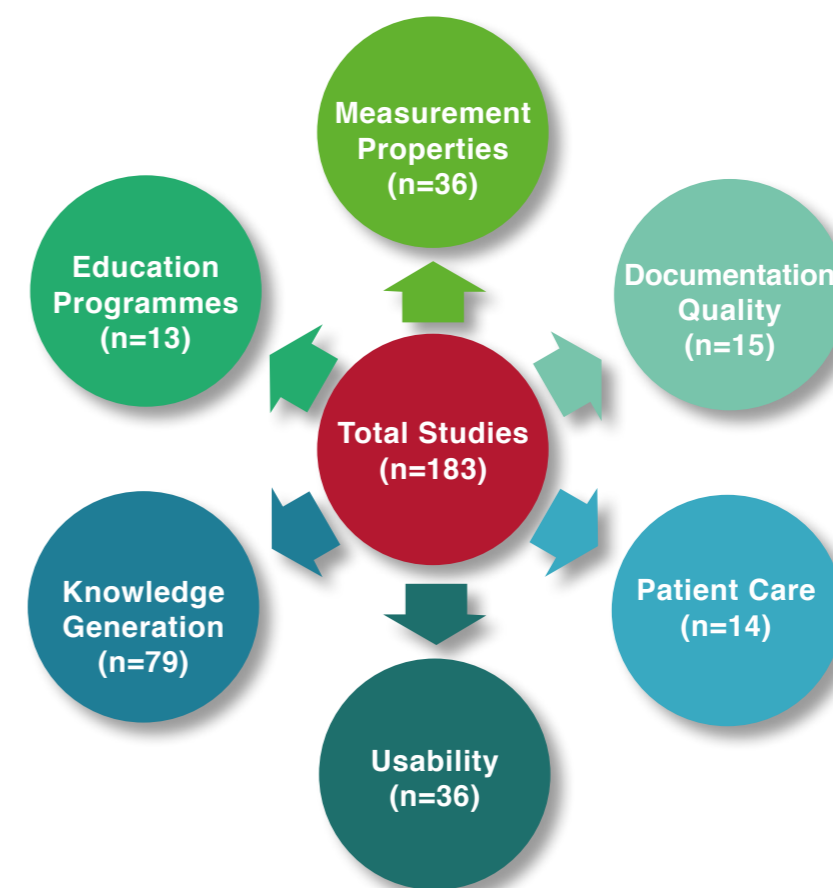 Measurement
Properties
(n=36)
Education
Programmes
(n=13)
Documentation
Quality
(n=15)
Total Studies
(n=183)
Knowledge
Generation
(n=79)
Patient Care
(n=14)
Usability
(n=36)